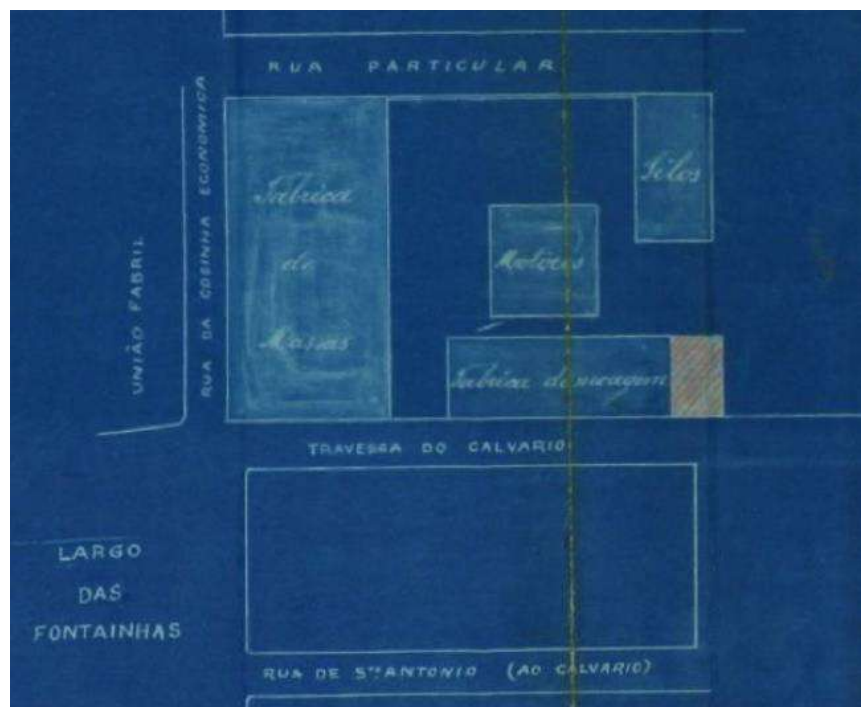 RUA PARTICULAR
RUA DA COSINHA ECONOMICA
UNIÃO FABRIL
Fabrica
de
Massas
Silos
Motores
Fabrica de moagem
TRAVESSA DO CALVARIO
LARGO
DAS
FONTAINHAS
RUA DE Sto ANTONIO (AO CALVARIO)